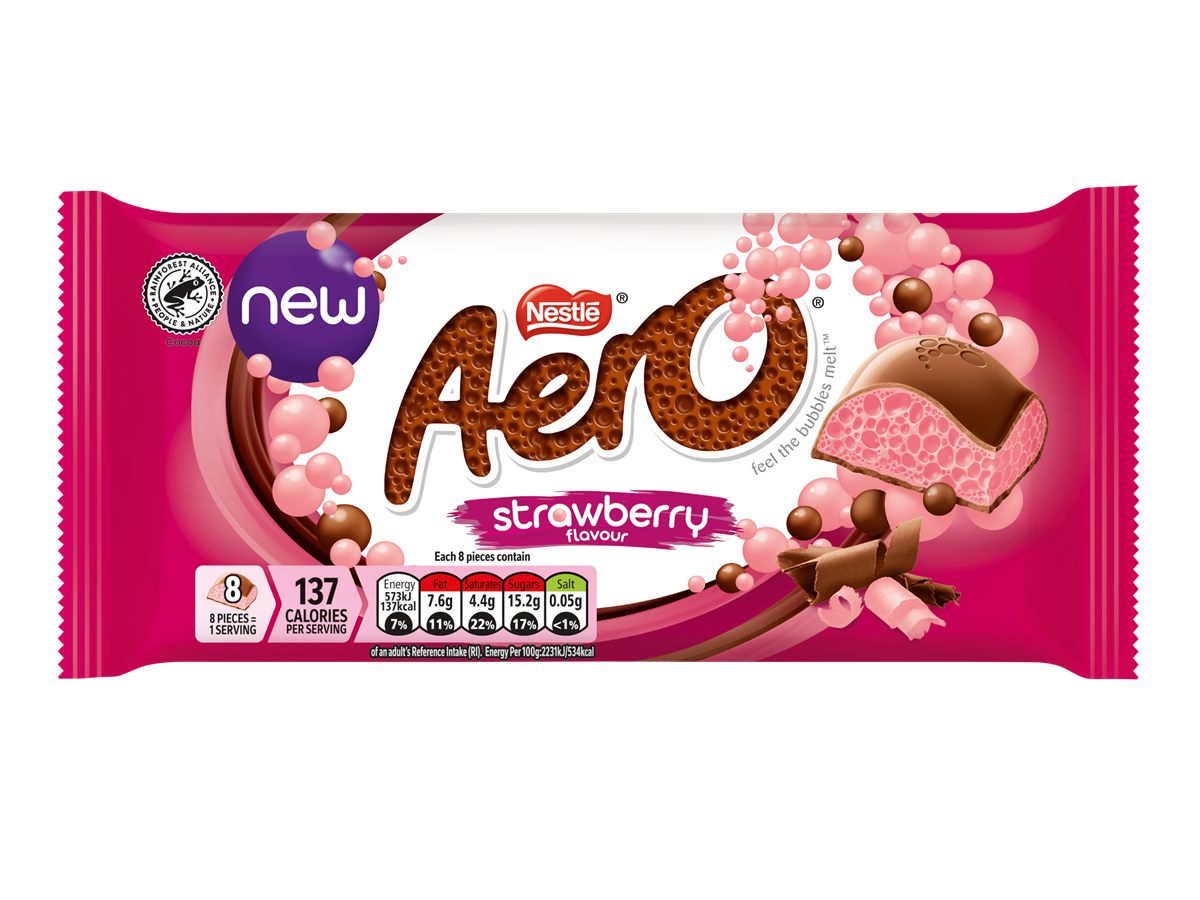 RAINFOREST ALLIANCE
PEOPLE & NATURE
Cocoa
new
Nestlé®
Aero®
feel the bubbles melt™
strawberry
flavour
Each 8 pieces contain
8
8 PIECES =
1 SERVING
137
CALORIES
PER SERVING
Energy Fat Saturates Sugars Salt
573kJ
137kcal 7.6g 4.4g 15.2g 0.05g
7% 11% 22% 17% <1%
of an adult's Reference Intake (RI). Energy Per 100g:2231kJ/534kcal